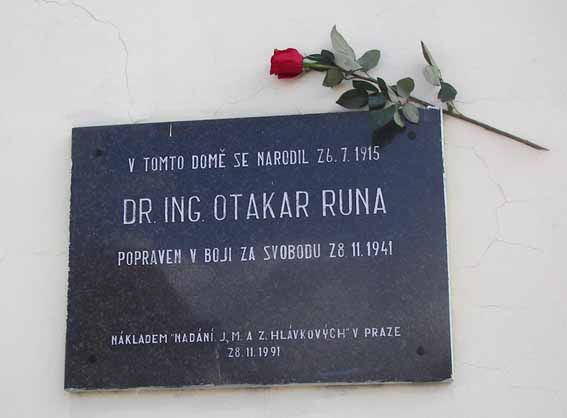 V TOMTO DOMĚ SE NARODIL 26.7.1915
DR. ING. OTAKAR RUNA
POPRAVEN V BOJI ZA SVOBODU 28.11.1941
NÁKLADEM "NADÁNÍ J., M. A Z. HLÁVKOVÝCH" V PRAZE
28.11.1991